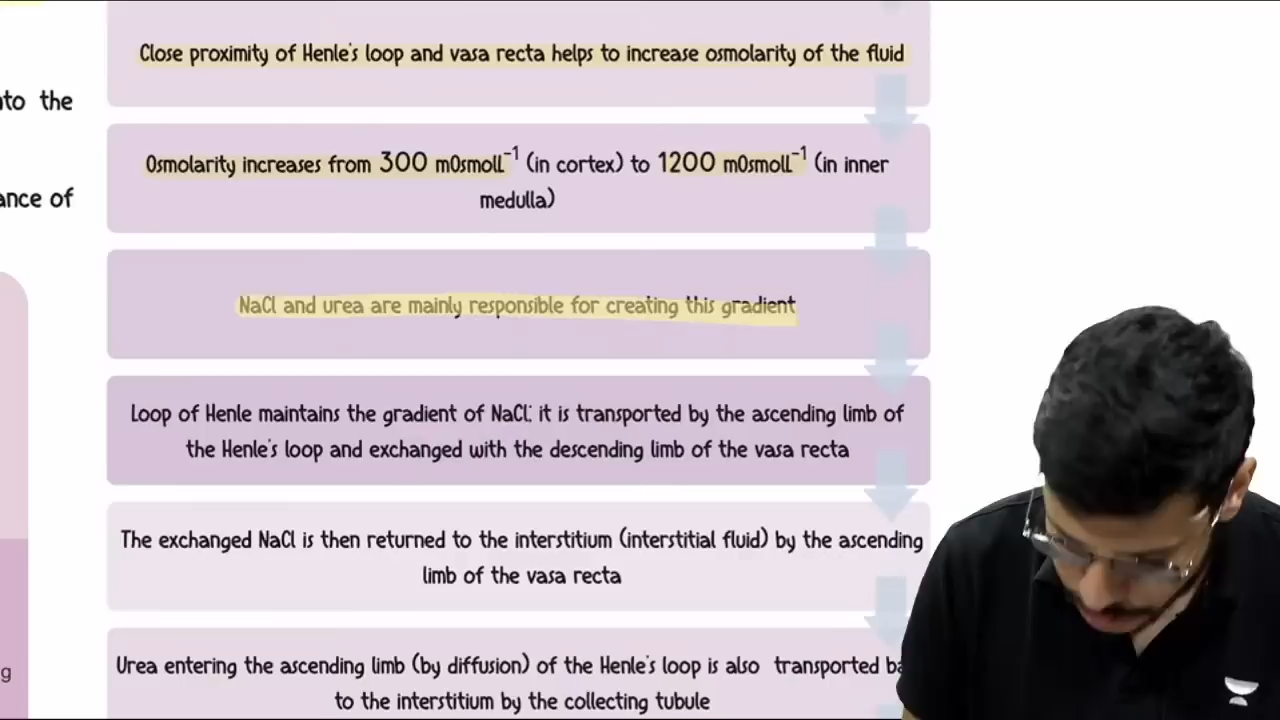 Close proximity of Henle's loop and vasa recta helps to increase osmolarity of the fluid
nto the
Osmolarity increases from 300 mOsmolL⁻¹ (in cortex) to 1200 mOsmolL⁻¹ (in inner
medulla)
ance of
NaCl and urea are mainly responsible for creating this gradient
Loop of Henle maintains the gradient of NaCl; it is transported by the ascending limb of
the Henle's loop and exchanged with the descending limb of the vasa recta
The exchanged NaCl is then returned to the interstitium (interstitial fluid) by the ascending
limb of the vasa recta
Urea entering the ascending limb (by diffusion) of the Henle's loop is also transported ba
to the interstitium by the collecting tubule
g